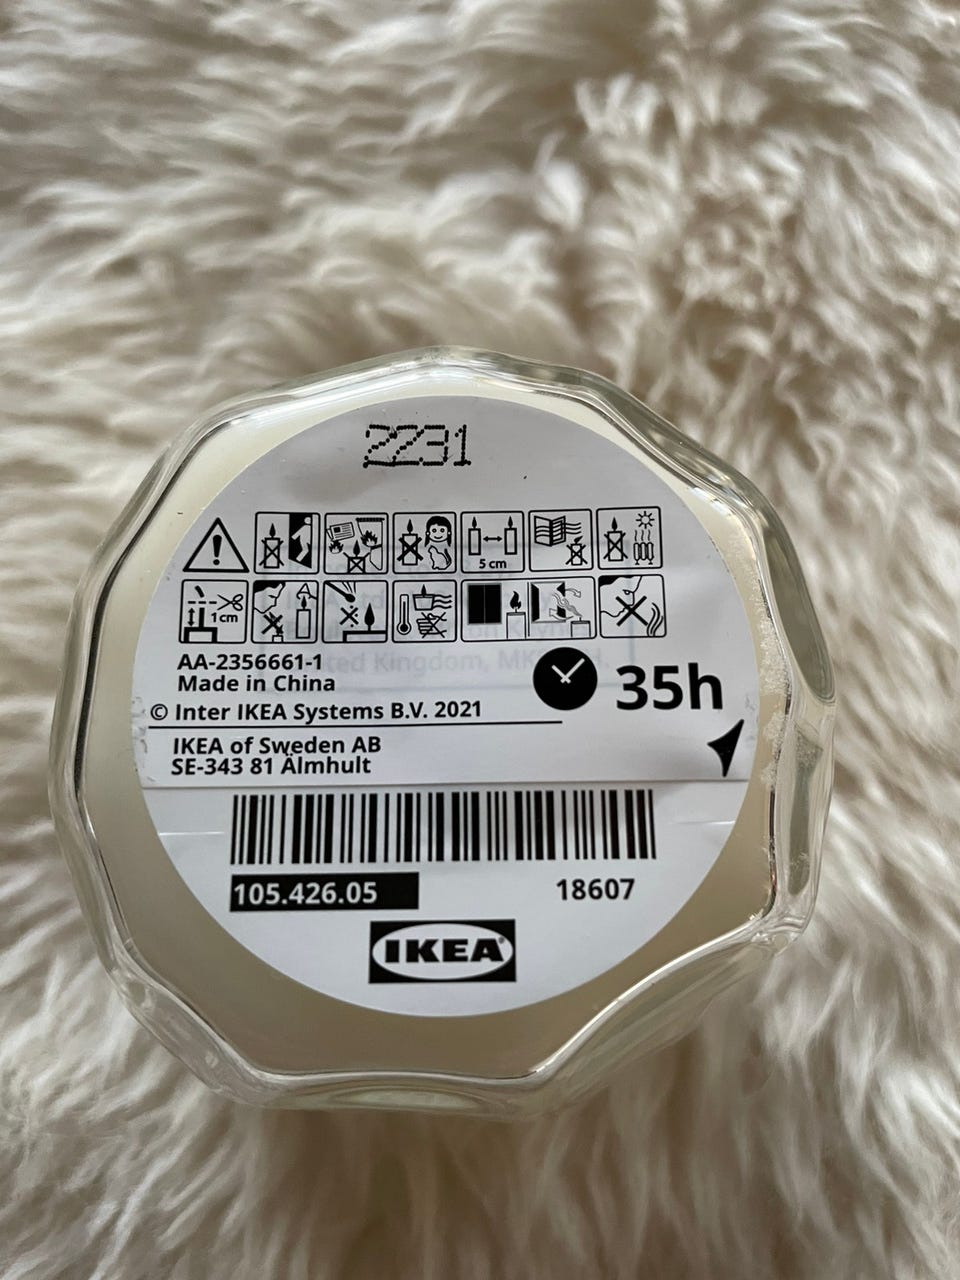 2231
5 cm
1cm
AA-2356661-1
Made in China
© Inter IKEA Systems B.V. 2021
35h
IKEA of Sweden AB
SE-343 81 Älmhult
105.426.05
18607
IKEA®